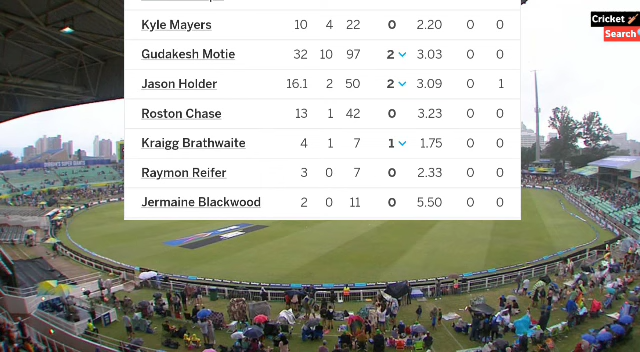 Kyle Mayers 10 4 22 0 2.20 0 0
Gudakesh Motie 32 10 97 2 3.03 0 0
Jason Holder 16.1 2 50 2 3.09 0 1
Roston Chase 13 1 42 0 3.23 0 0
Kraigg Brathwaite 4 1 7 1 1.75 0 0
Raymon Reifer 3 0 7 0 2.33 0 0
Jermaine Blackwood 2 0 11 0 5.50 0 0
Cricket
Search